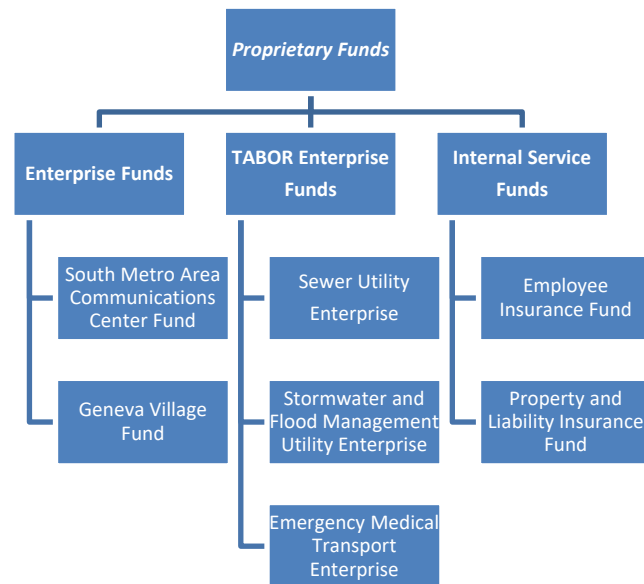 Proprietary Funds
Enterprise Funds
TABOR Enterprise
Funds
Internal Service
Funds
South Metro Area
Communications
Center Fund
Sewer Utility
Enterprise
Employee
Insurance Fund
Geneva Village
Fund
Stormwater and
Flood Management
Utility Enterprise
Property and
Liability Insurance
Fund
Emergency Medical
Transport
Enterprise